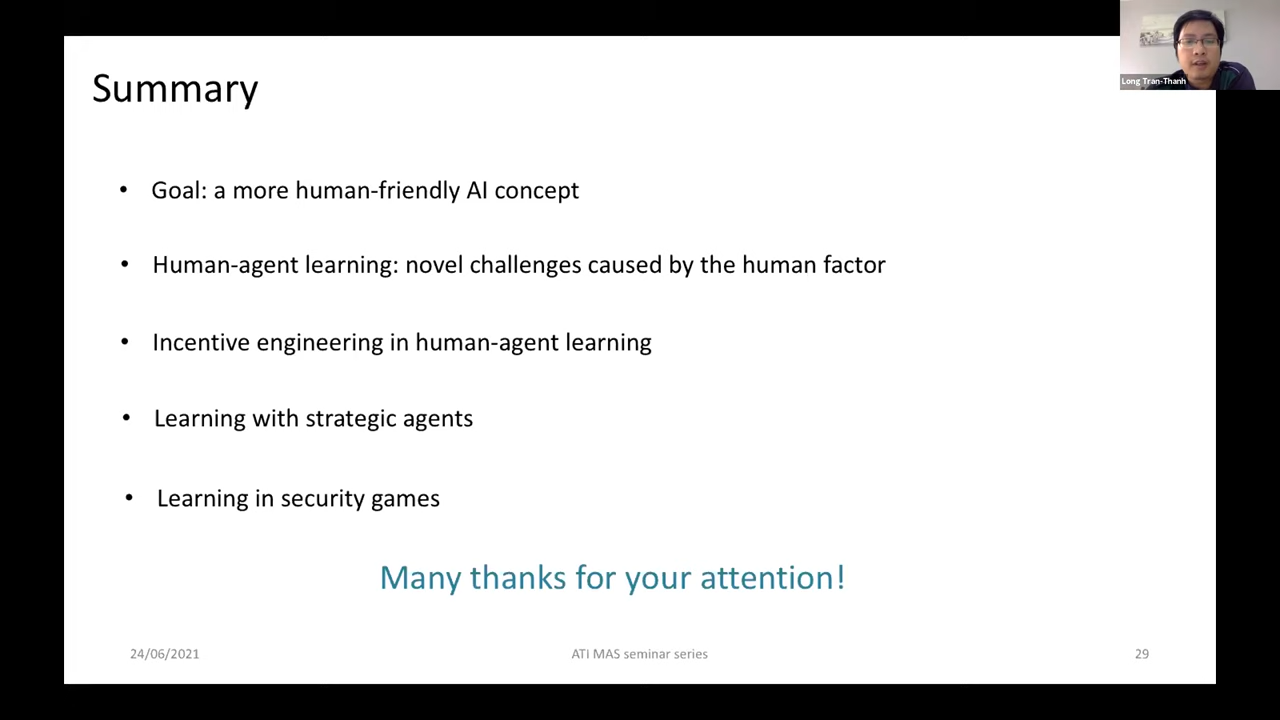 Long Tran-Thanh
Summary
• Goal: a more human-friendly AI concept
• Human-agent learning: novel challenges caused by the human factor
• Incentive engineering in human-agent learning
• Learning with strategic agents
• Learning in security games
Many thanks for your attention!
24/06/2021
ATI MAS seminar series
29